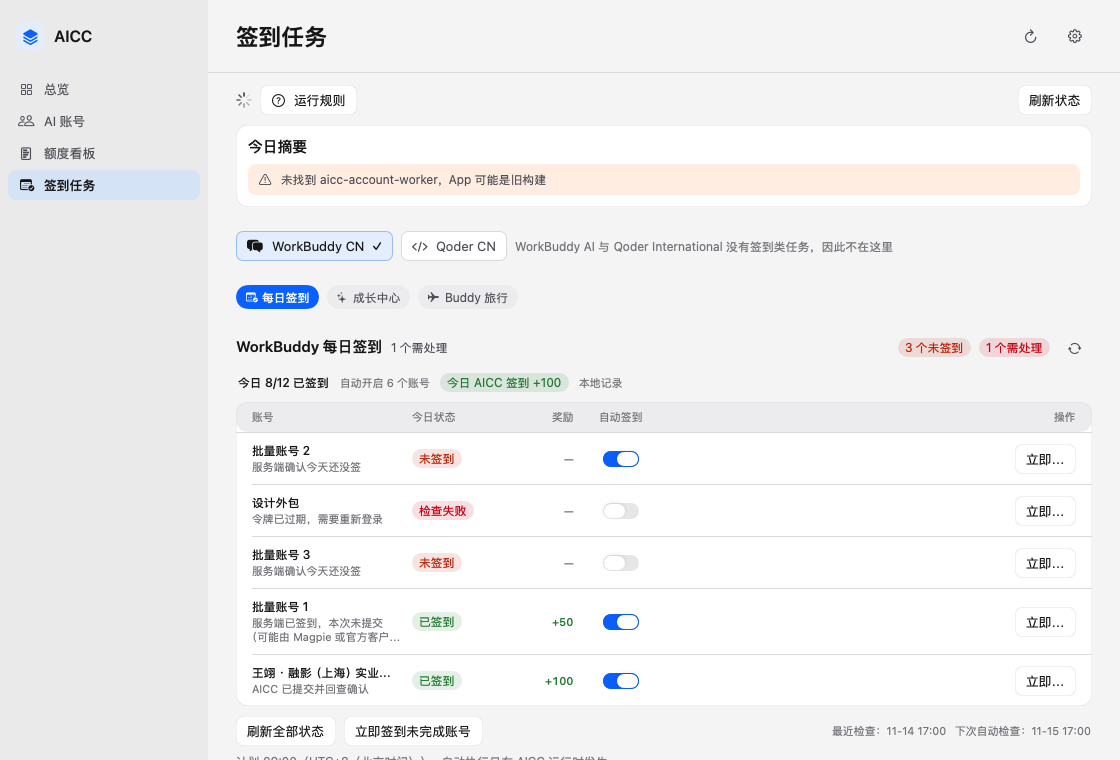 AICC
签到任务
总览
AI 账号
额度看板
签到任务
运行规则
刷新状态
今日摘要
未找到 aicc-account-worker，App 可能是旧构建
WorkBuddy CN
Qoder CN
WorkBuddy AI 与 Qoder International 没有签到类任务，因此不在这里
每日签到
成长中心
Buddy 旅行
WorkBuddy 每日签到 1 个需处理
3 个未签到
1 个需处理
今日 8/12 已签到 自动开启 6 个账号 今日 AICC 签到 +100 本地记录
账号 今日状态 奖励 自动签到 操作
批量账号 2
服务端确认今天还没签
未签到 — 立即…
设计外包
令牌已过期，需要重新登录
检查失败 — 立即…
批量账号 3
服务端确认今天还没签
未签到 — 立即…
批量账号 1
服务端已签到，本次未提交
(可能由 Magpie 或官方客户…
已签到 +50 立即…
王翊 · 融影（上海）实业…
AICC 已提交并回查确认
已签到 +100 立即…
刷新全部状态
立即签到未完成账号
最近检查：11-14 17:00 下次自动检查：11-15 17:00